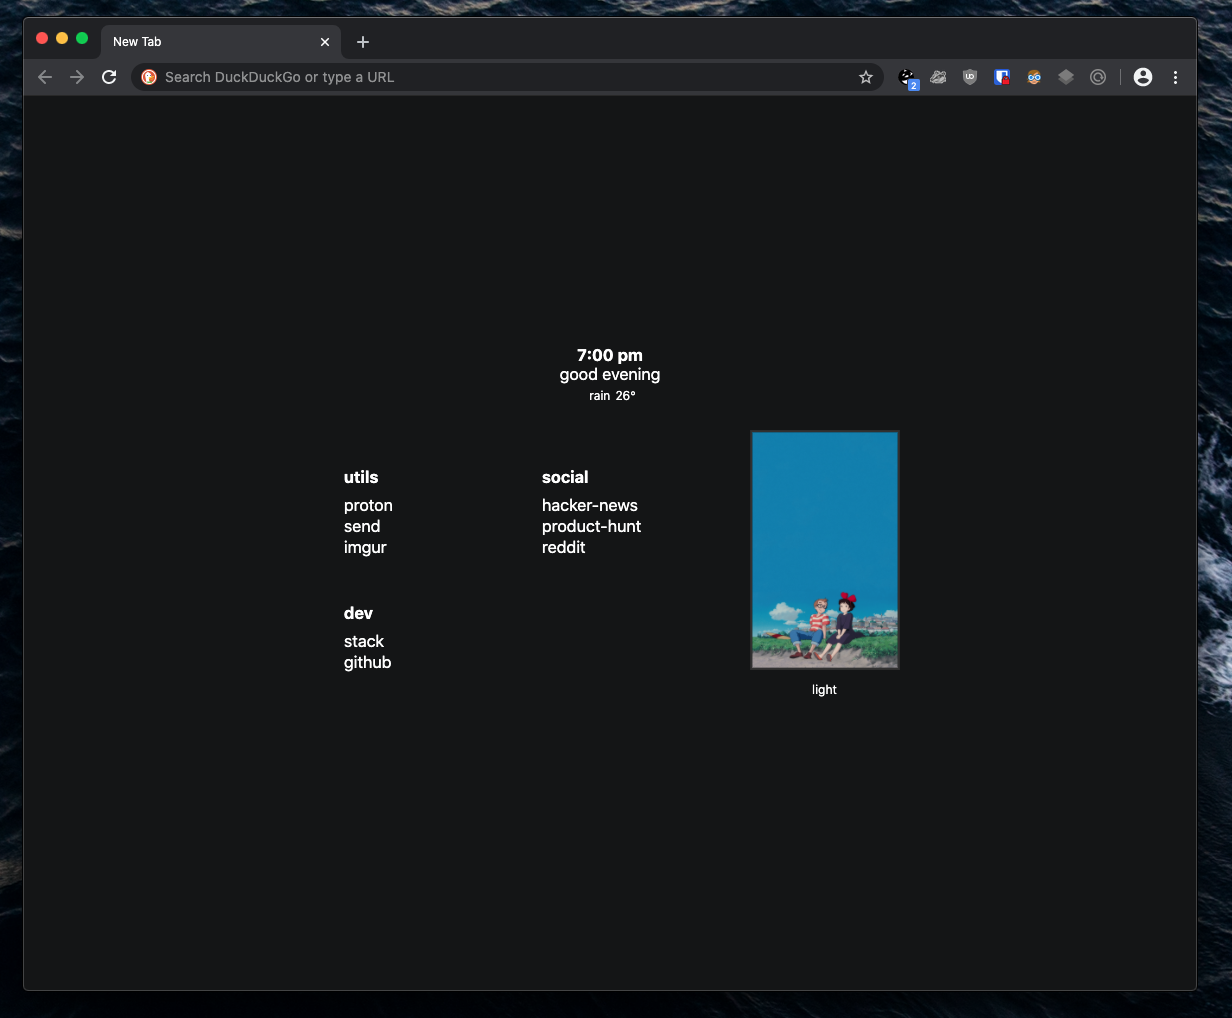 New Tab
Search DuckDuckGo or type a URL
2
7:00 pm
good evening
rain 26°
utils
proton
send
imgur
social
hacker-news
product-hunt
reddit
dev
stack
github
light